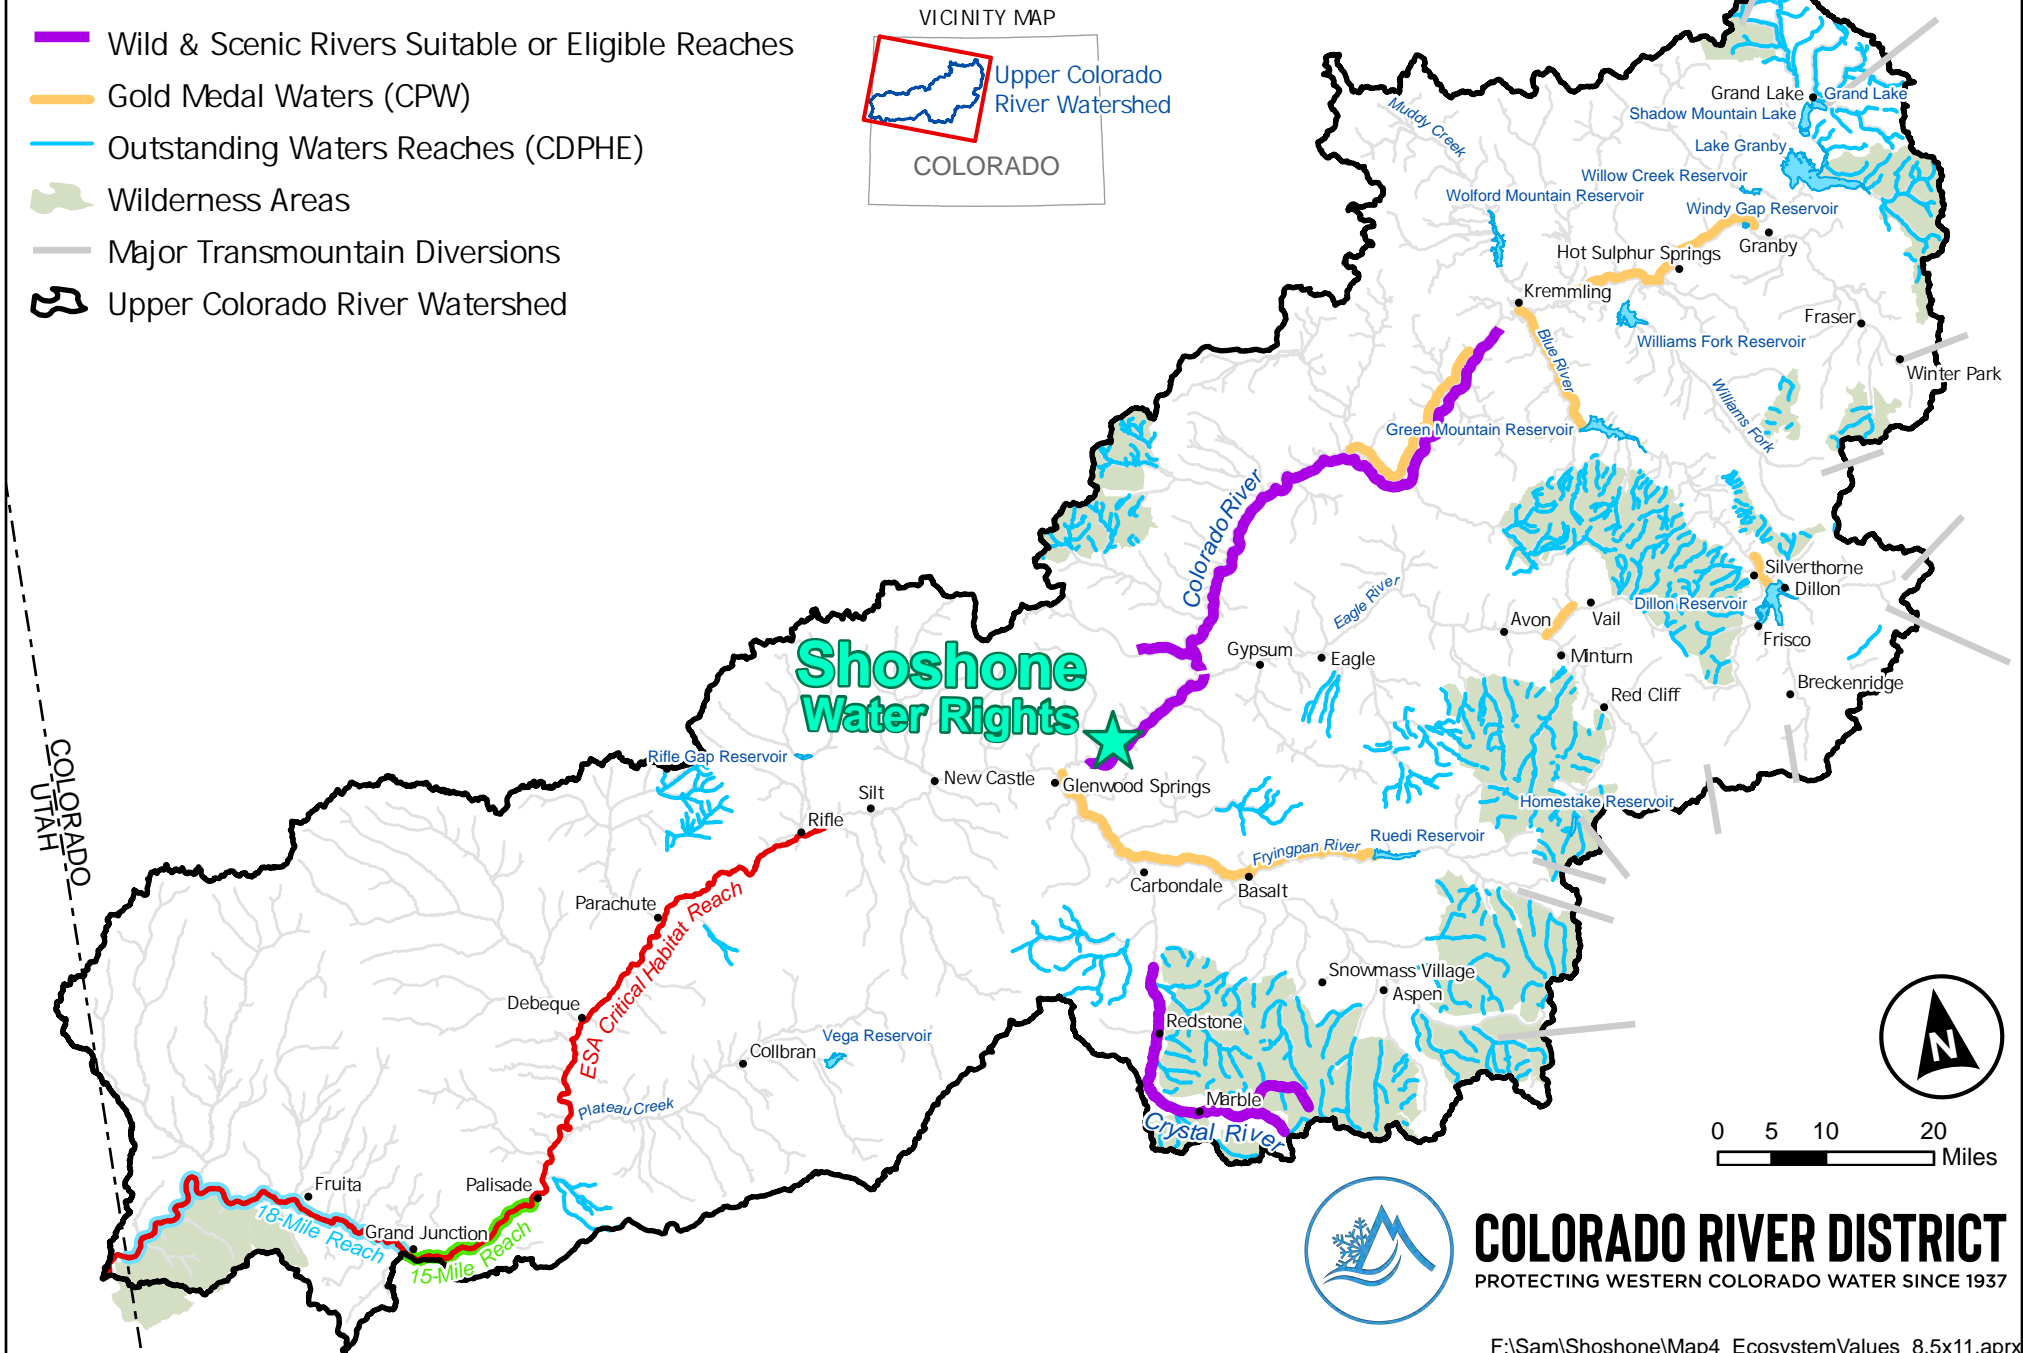 VICINITY MAP
Wild & Scenic Rivers Suitable or Eligible Reaches
Gold Medal Waters (CPW)
Outstanding Waters Reaches (CDPHE)
Wilderness Areas
Major Transmountain Diversions
Upper Colorado River Watershed
Upper Colorado
River Watershed
COLORADO
Muddy Creek
Grand Lake
Grand Lake
Shadow Mountain Lake
Lake Granby
Willow Creek Reservoir
Wolford Mountain Reservoir
Windy Gap Reservoir
Granby
Hot Sulphur Springs
Kremmling
Fraser
Blue River
Williams Fork Reservoir
Winter Park
Williams Fork
Green Mountain Reservoir
Colorado River
Silverthorne
Dillon
Eagle River
Dillon Reservoir
Avon
Vail
Frisco
Gypsum
Eagle
Minturn
Breckenridge
Red Cliff
Shoshone
Water Rights
Rifle Gap Reservoir
New Castle
Glenwood Springs
Silt
Rifle
Homestake Reservoir
Ruedi Reservoir
Fryingpan River
Carbondale
Basalt
COLORADO
UTAH
Parachute
ESA Critical Habitat Reach
Debeque
Snowmass Village
Aspen
Redstone
Vega Reservoir
Collbran
Plateau Creek
Marble
Crystal River
N
0 5 10 20
Miles
Fruita
Palisade
18-Mile Reach
Grand Junction
15-Mile Reach
COLORADO RIVER DISTRICT
PROTECTING WESTERN COLORADO WATER SINCE 1937
F:\Sam\Shoshone\Map4_EcosystemValues_8.5x11.aprx